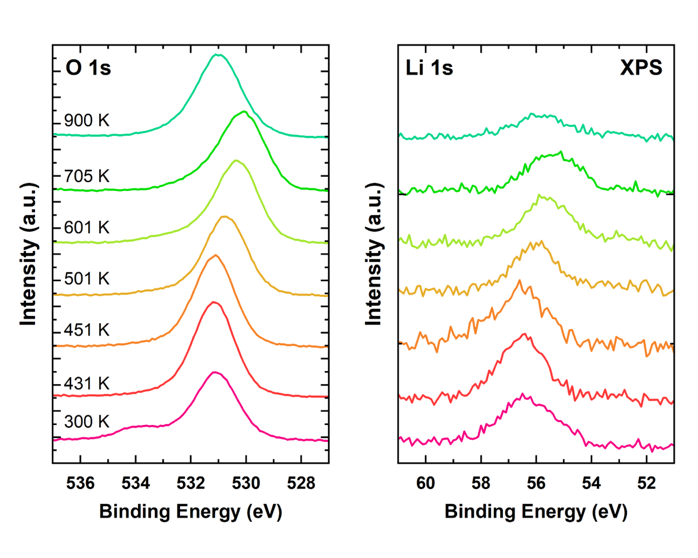 O 1s
900 K
705 K
601 K
501 K
451 K
431 K
300 K
536 534 532 530 528
Binding Energy (eV)
Intensity (a.u.)
Li 1s XPS
60 58 56 54 52
Binding Energy (eV)
Intensity (a.u.)